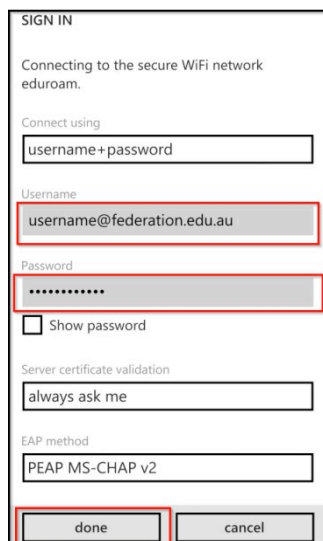 SIGN IN
Connecting to the secure WiFi network
eduroam.
Connect using
username+password
Username
username@federation.edu.au
Password
••••••••••••
Show password
Server certificate validation
always ask me
EAP method
PEAP MS-CHAP v2
done cancel